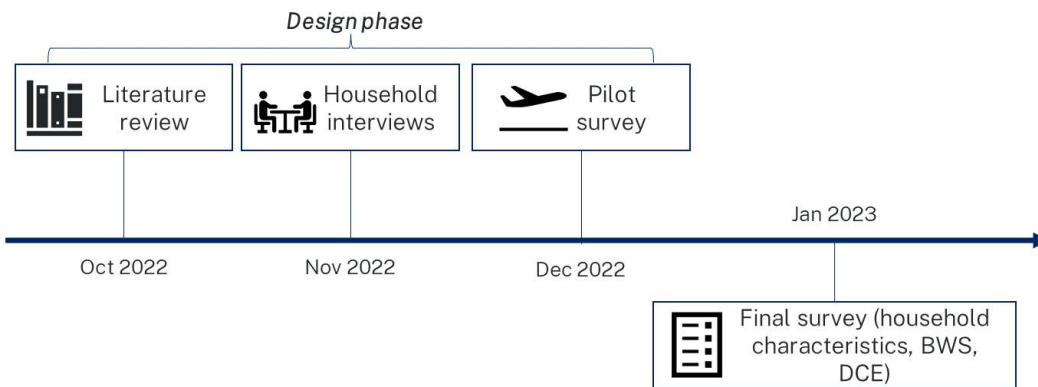 Design phase
Literature
review
Household
interviews
Pilot
survey
Jan 2023
Oct 2022
Nov 2022
Dec 2022
Final survey (household
characteristics, BWS,
DCE)